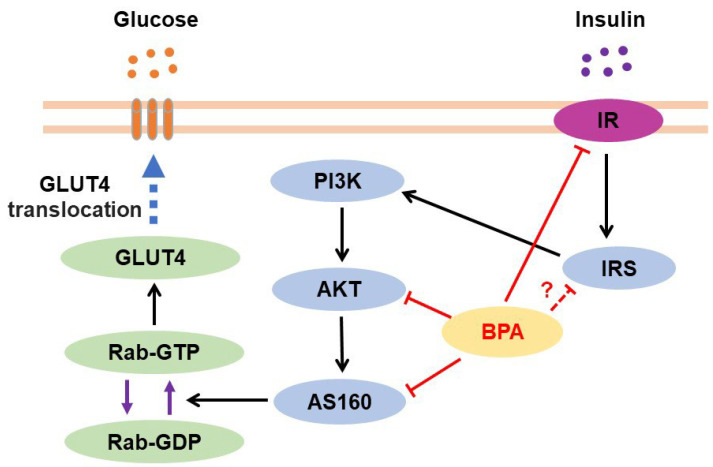 Glucose
Insulin
IR
PI3K
GLUT4
translocation
GLUT4
IRS
AKT
?
BPA
Rab-GTP
AS160
Rab-GDP